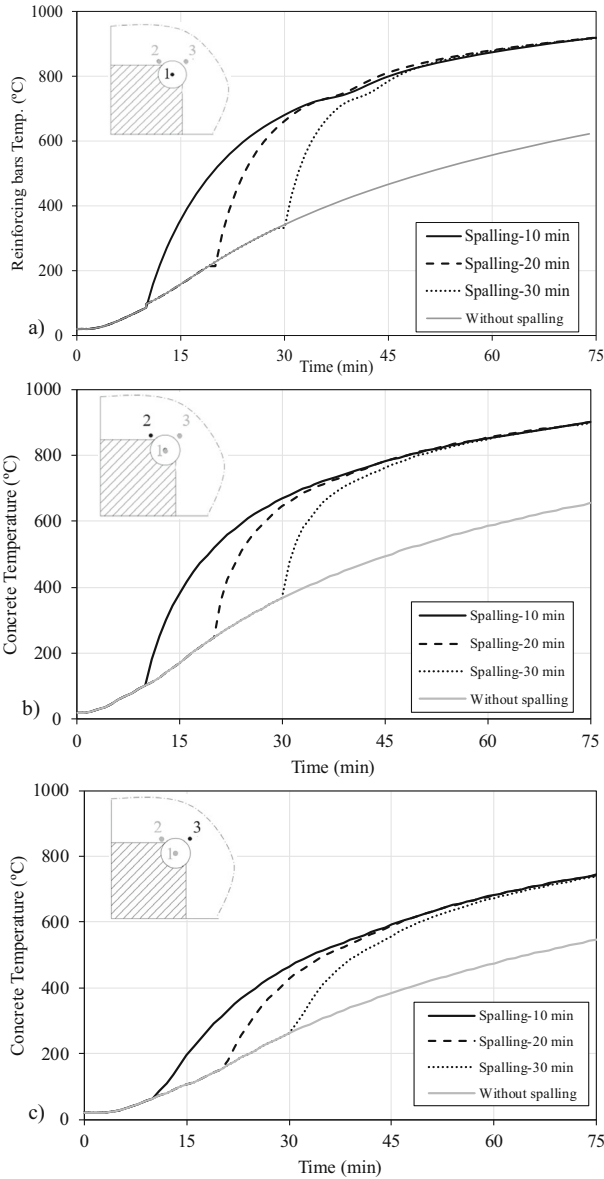 1000
800
600
400
200
0
Reinforcing bars Temp. (ºC)
2 3
1
Spalling-10 min
Spalling-20 min
Spalling-30 min
Without spalling
a)
0 15 30 45 60 75
Time (min)
1000
800
600
400
200
0
Concrete Temperature (ºC)
2 3
1
Spalling-10 min
Spalling-20 min
Spalling-30 min
Without spalling
b)
0 15 30 45 60 75
Time (min)
1000
800
600
400
200
0
Concrete Temperature (ºC)
2 3
1
Spalling-10 min
Spalling-20 min
Spalling-30 min
Without spalling
c)
0 15 30 45 60 75
Time (min)